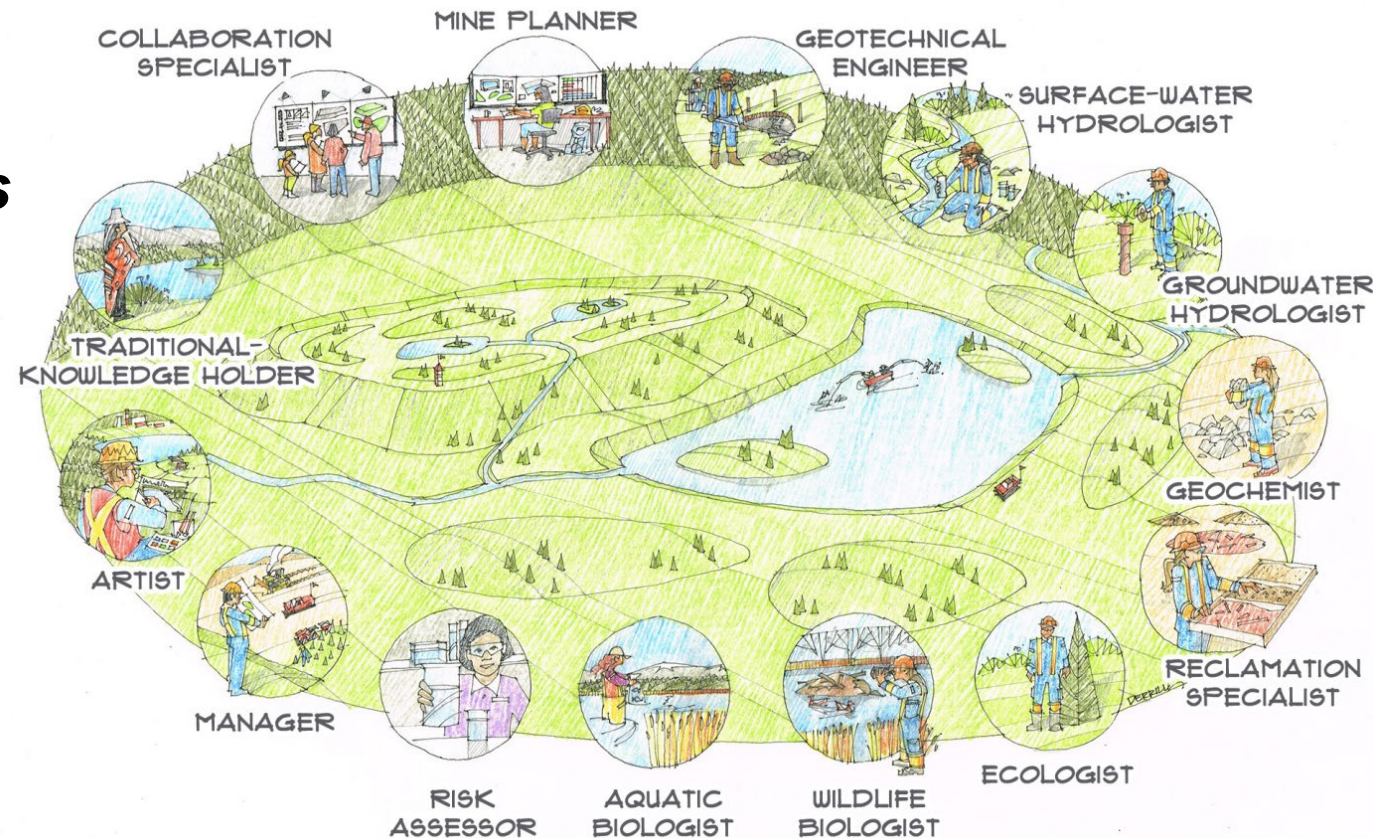 MINE PLANNER
COLLABORATION
SPECIALIST
GEOTECHNICAL
ENGINEER
SURFACE-WATER
HYDROLOGIST
GROUNDWATER
HYDROLOGIST
TRADITIONAL-
KNOWLEDGE HOLDER
GEOCHEMIST
ARTIST
RECLAMATION
SPECIALIST
MANAGER
ECOLOGIST
RISK
ASSESSOR
AQUATIC
BIOLOGIST
WILDLIFE
BIOLOGIST